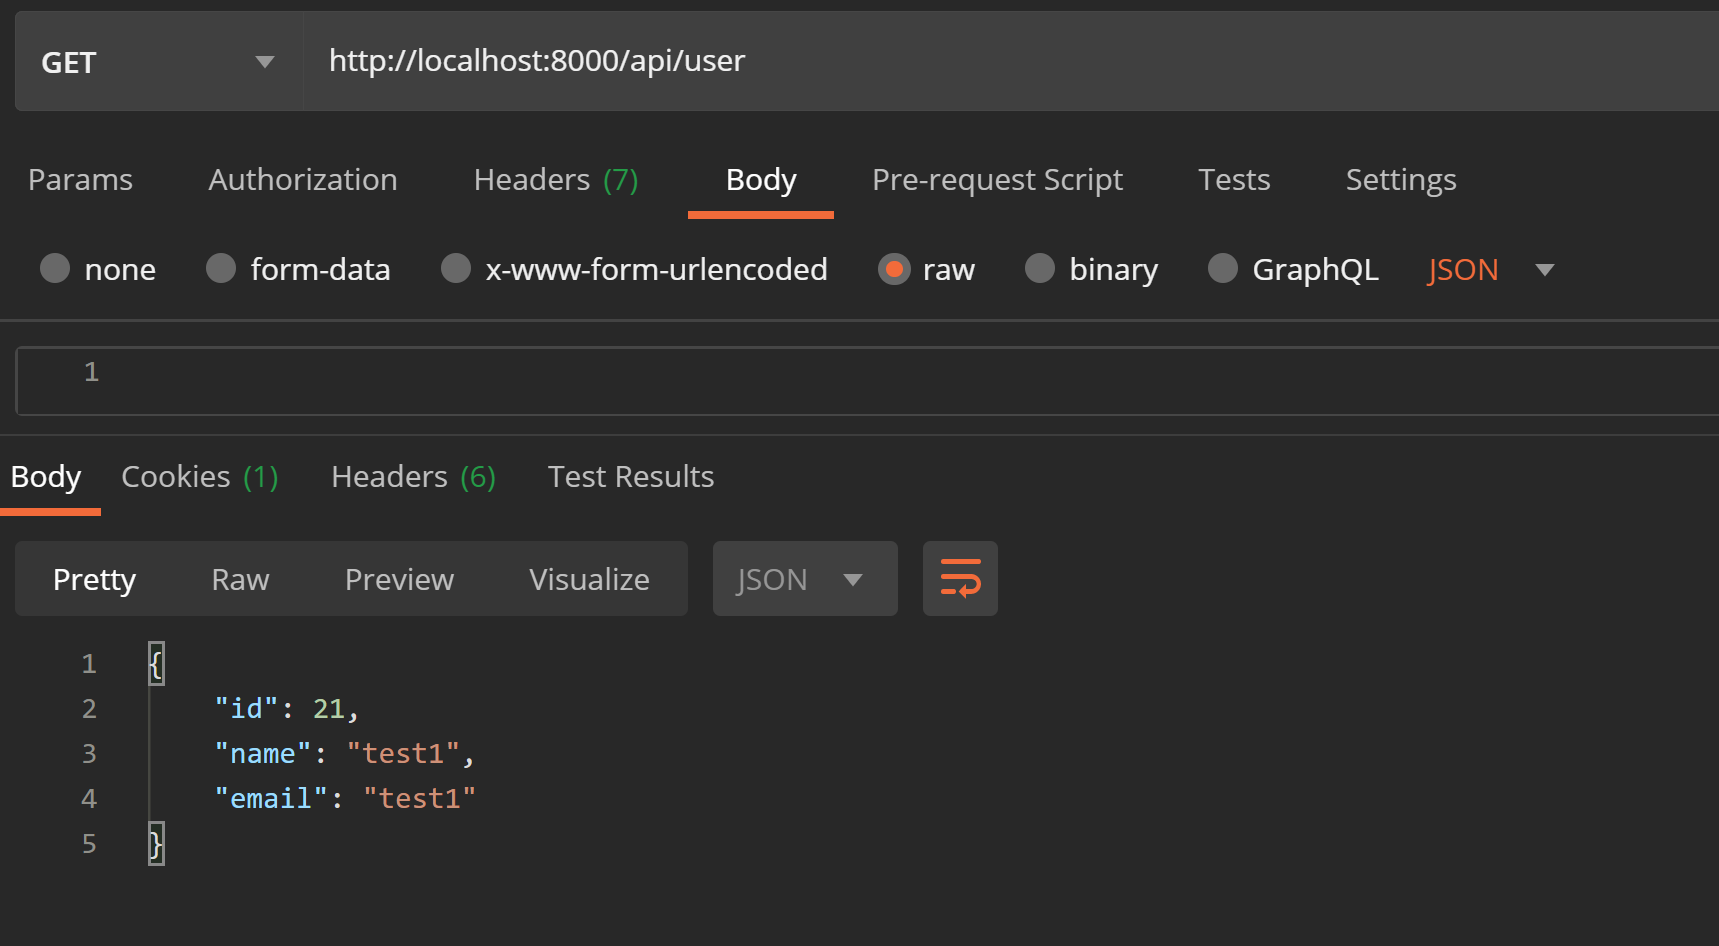 GET http://localhost:8000/api/user
Params Authorization Headers (7) Body Pre-request Script Tests Settings
none form-data x-www-form-urlencoded raw binary GraphQL JSON
1
Body Cookies (1) Headers (6) Test Results
Pretty Raw Preview Visualize JSON
1 {
2 "id": 21,
3 "name": "test1",
4 "email": "test1"
5 }